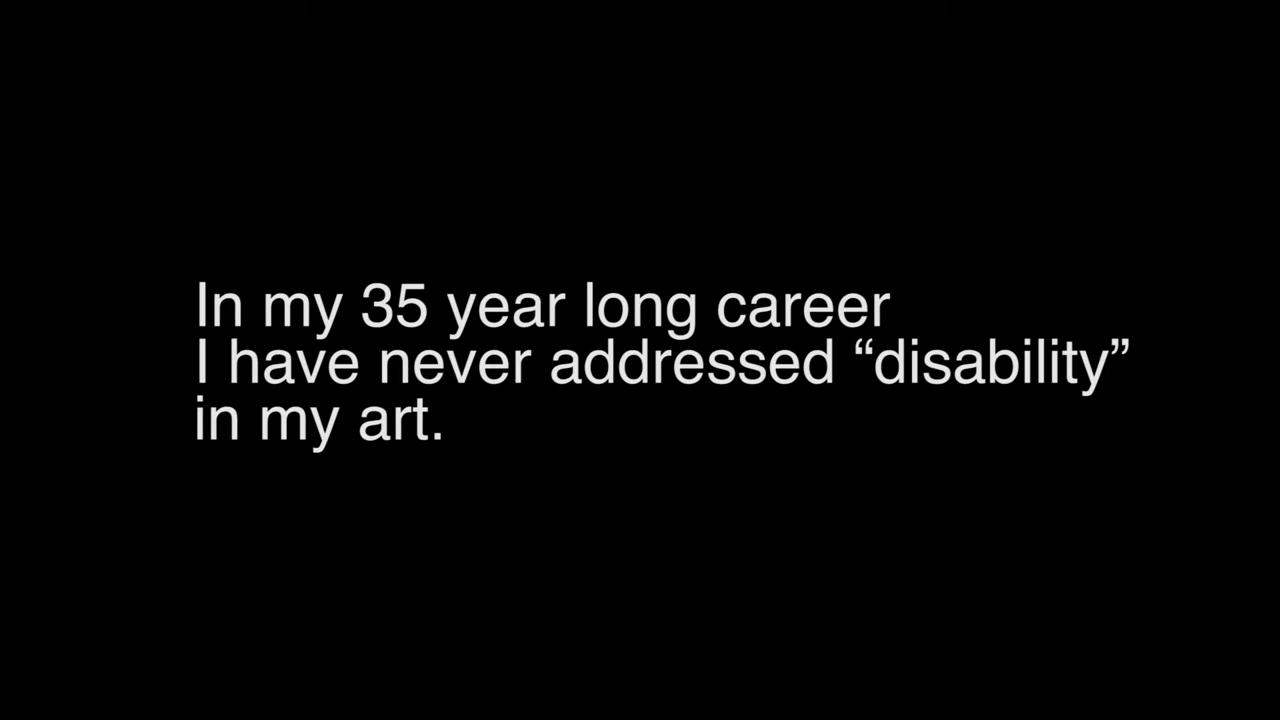 In my 35 year long career
I have never addressed “disability”
in my art.